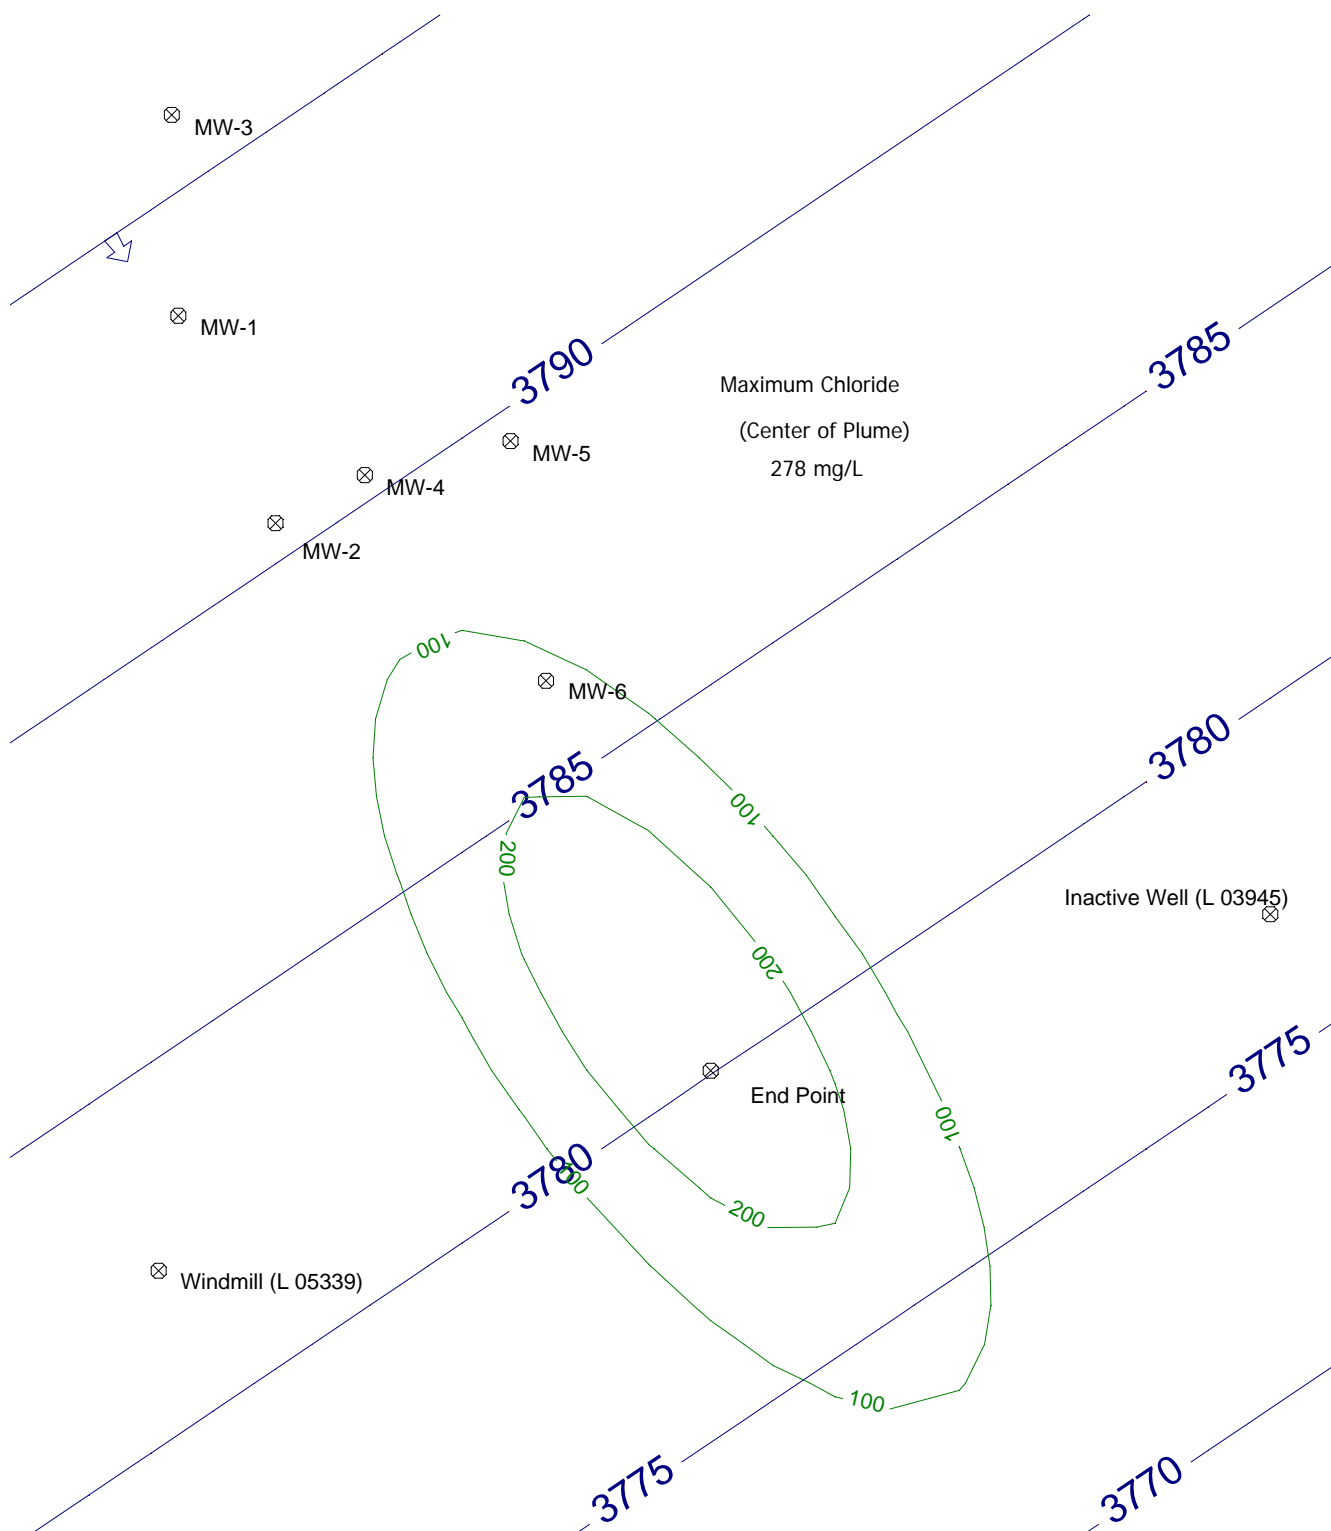 MW-3
MW-1
3790
3785
Maximum Chloride
(Center of Plume)
278 mg/L
MW-5
MW-4
MW-2
100
MW-6
3785
3780
100
200
Inactive Well (L 03945)
200
3775
End Point
100
3780
100
200
Windmill (L 05339)
100
3775
3770